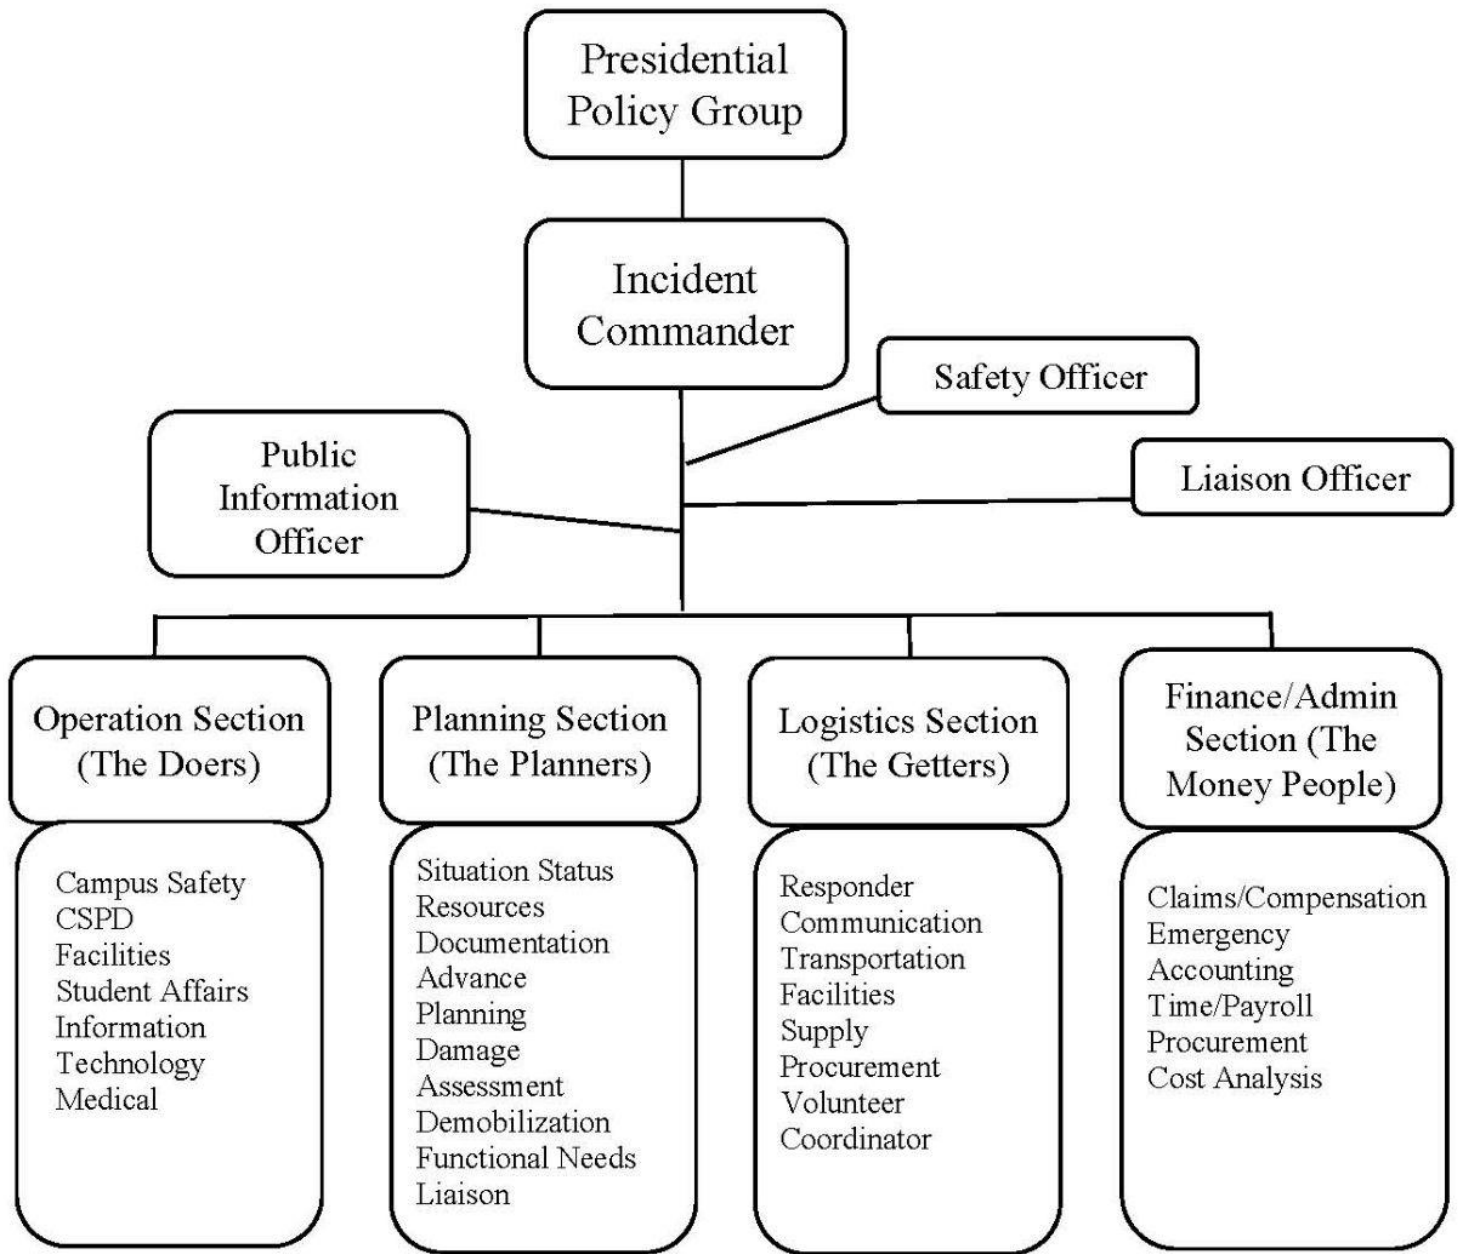 Presidential
Policy Group
Incident
Commander
Safety Officer
Public
Information
Officer
Liaison Officer
Operation Section
(The Doers)
Planning Section
(The Planners)
Logistics Section
(The Getters)
Finance/Admin
Section (The
Money People)
Campus Safety
CSPD
Facilities
Student Affairs
Information
Technology
Medical
Situation Status
Resources
Documentation
Advance
Planning
Damage
Assessment
Demobilization
Functional Needs
Liaison
Responder
Communication
Transportation
Facilities
Supply
Procurement
Volunteer
Coordinator
Claims/Compensation
Emergency
Accounting
Time/Payroll
Procurement
Cost Analysis